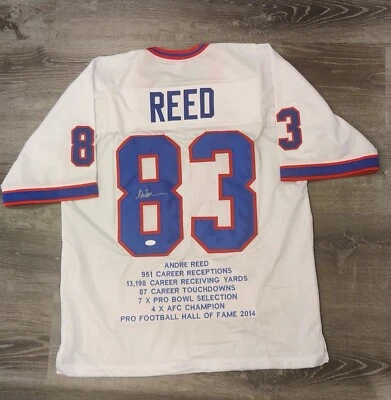 REED
8 83 3
ANDRE REED
951 CAREER RECEPTIONS
13,198 CAREER RECEIVING YARDS
87 CAREER TOUCHDOWNS
7 X PRO BOWL SELECTION
4 X AFC CHAMPION
PRO FOOTBALL HALL OF FAME 2014